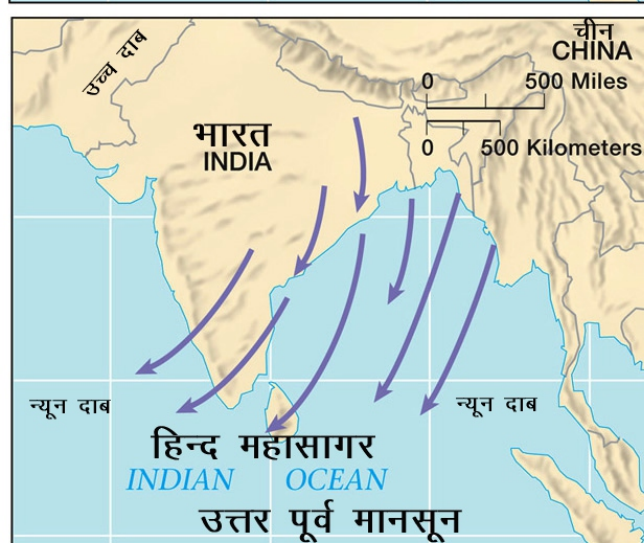 चीन
CHINA
उच्च दाब
0 500 Miles
0 500 Kilometers
भारत
INDIA
न्यून दाब
न्यून दाब
हिन्द महासागर
INDIAN OCEAN
उत्तर पूर्व मानसून